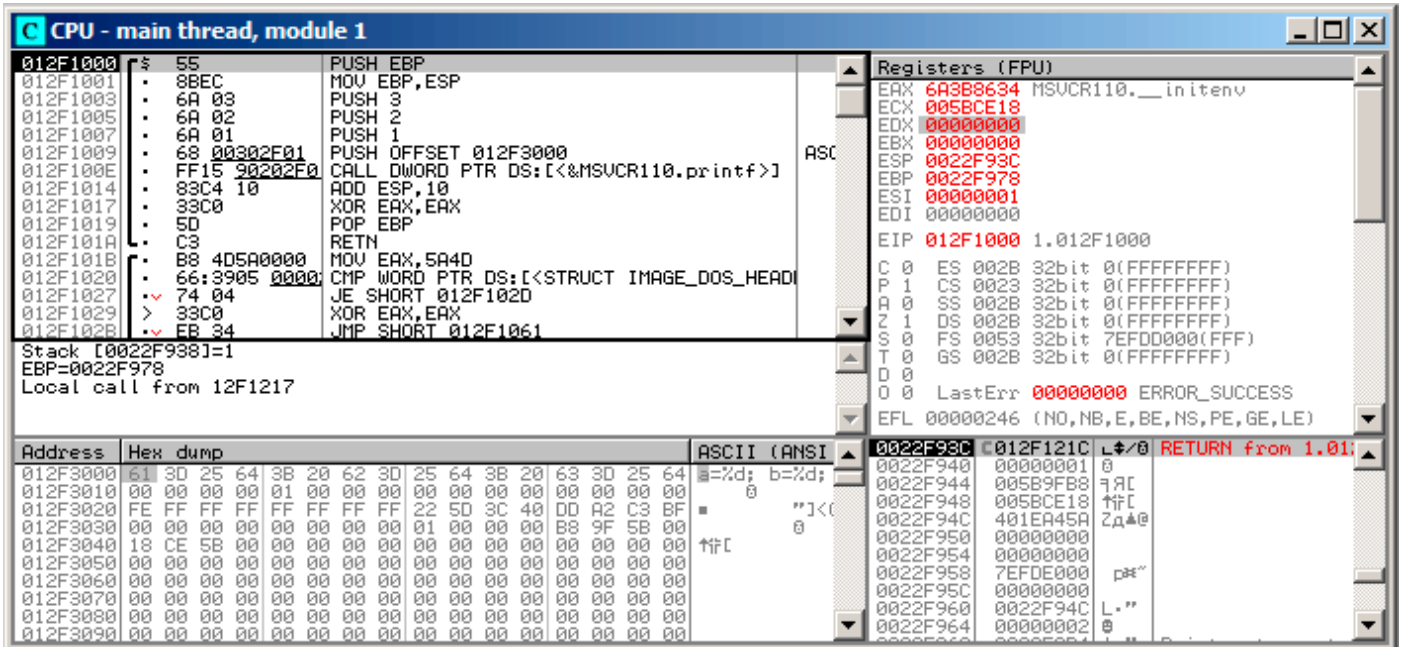 C CPU - main thread, module 1
012F1000 $ 55 PUSH EBP
012F1001 · 8BEC MOV EBP,ESP
012F1003 · 6A 03 PUSH 3
012F1005 · 6A 02 PUSH 2
012F1007 · 6A 01 PUSH 1
012F1009 · 68 00302F01 PUSH OFFSET 012F3000 ASC
012F100E · FF15 90202F0 CALL DWORD PTR DS:[<&MSVCR110.printf>]
012F1014 · 83C4 10 ADD ESP,10
012F1017 · 33C0 XOR EAX,EAX
012F1019 · 5D POP EBP
012F101A · C3 RETN
012F101B · B8 4D5A0000 MOV EAX,5A4D
012F1020 · 66:3905 0000 CMP WORD PTR DS:[<STRUCT IMAGE_DOS_HEAD
012F1027 · 74 04 JE SHORT 012F102D
012F1029 > 33C0 XOR EAX,EAX
012F102B · EB 34 JMP SHORT 012F1061
Stack [0022F938]=1
EBP=0022F978
Local call from 12F1217
Registers (FPU)
EAX 6A3B8634 MSVCR110.__initenv
ECX 005BCE18
EDX 00000000
EBX 00000000
ESP 0022F93C
EBP 0022F978
ESI 00000001
EDI 00000000
EIP 012F1000 1.012F1000
C 0 ES 002B 32bit 0(FFFFFFFF)
P 1 CS 0023 32bit 0(FFFFFFFF)
A 0 SS 002B 32bit 0(FFFFFFFF)
Z 1 DS 002B 32bit 0(FFFFFFFF)
S 0 FS 0053 32bit 7EFDD000(FFF)
T 0 GS 002B 32bit 0(FFFFFFFF)
D 0
O 0 LastErr 00000000 ERROR_SUCCESS
EFL 00000246 (NO,NB,E,BE,NS,PE,GE,LE)
Address Hex dump ASCII (ANSI
012F3000 61 3D 25 64 3B 20 62 3D 25 64 3B 20 63 3D 25 64 a=%d; b=%d;
012F3010 00 00 00 00 01 00 00 00 00 00 00 00 00 00 00 00
012F3020 FE FF FF FF FF FF FF FF 22 5D 3C 40 DD A2 C3 BF "]<
012F3030 00 00 00 00 00 00 00 00 01 00 00 00 B8 9F 5B 00
012F3040 18 CE 5B 00 00 00 00 00 00 00 00 00 00 00 00 00
012F3050 00 00 00 00 00 00 00 00 00 00 00 00 00 00 00 00
012F3060 00 00 00 00 00 00 00 00 00 00 00 00 00 00 00 00
012F3070 00 00 00 00 00 00 00 00 00 00 00 00 00 00 00 00
012F3080 00 00 00 00 00 00 00 00 00 00 00 00 00 00 00 00
012F3090 00 00 00 00 00 00 00 00 00 00 00 00 00 00 00 00
0022F93C 012F121C RETURN from 1.01
0022F940 00000001
0022F944 005B9FB8 ╕Я[
0022F948 005BCE18
0022F94C 401EA45A Zд▲@
0022F950 00000000
0022F954 00000000
0022F958 7EFDE000
0022F95C 00000000
0022F960 0022F94C L·"
0022F964 00000002